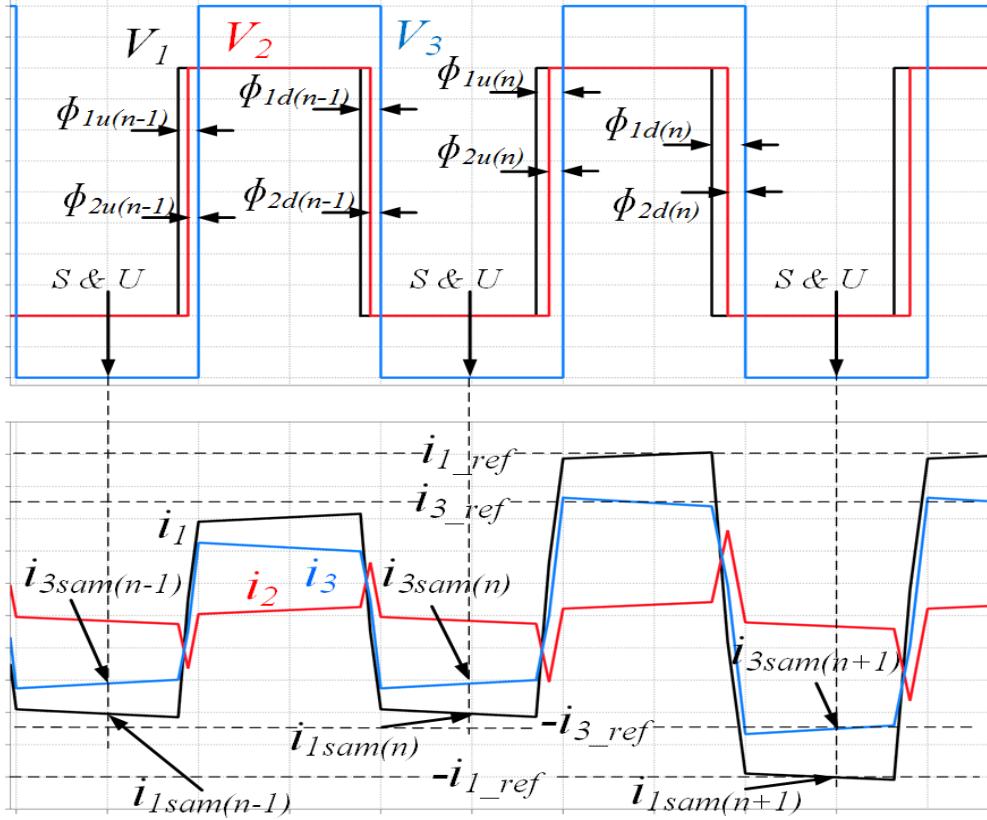 V1 V2 V3
ϕ1u(n-1) ϕ1d(n-1) ϕ1u(n) ϕ1d(n)
ϕ2u(n-1) ϕ2d(n-1) ϕ2u(n) ϕ2d(n)
S & U S & U S & U
i1_ref
i3_ref
i1
i3sam(n-1) i2 i3 i3sam(n)
i3sam(n+1)
i1sam(n) -i3_ref
i1sam(n-1) -i1_ref i1sam(n+1)